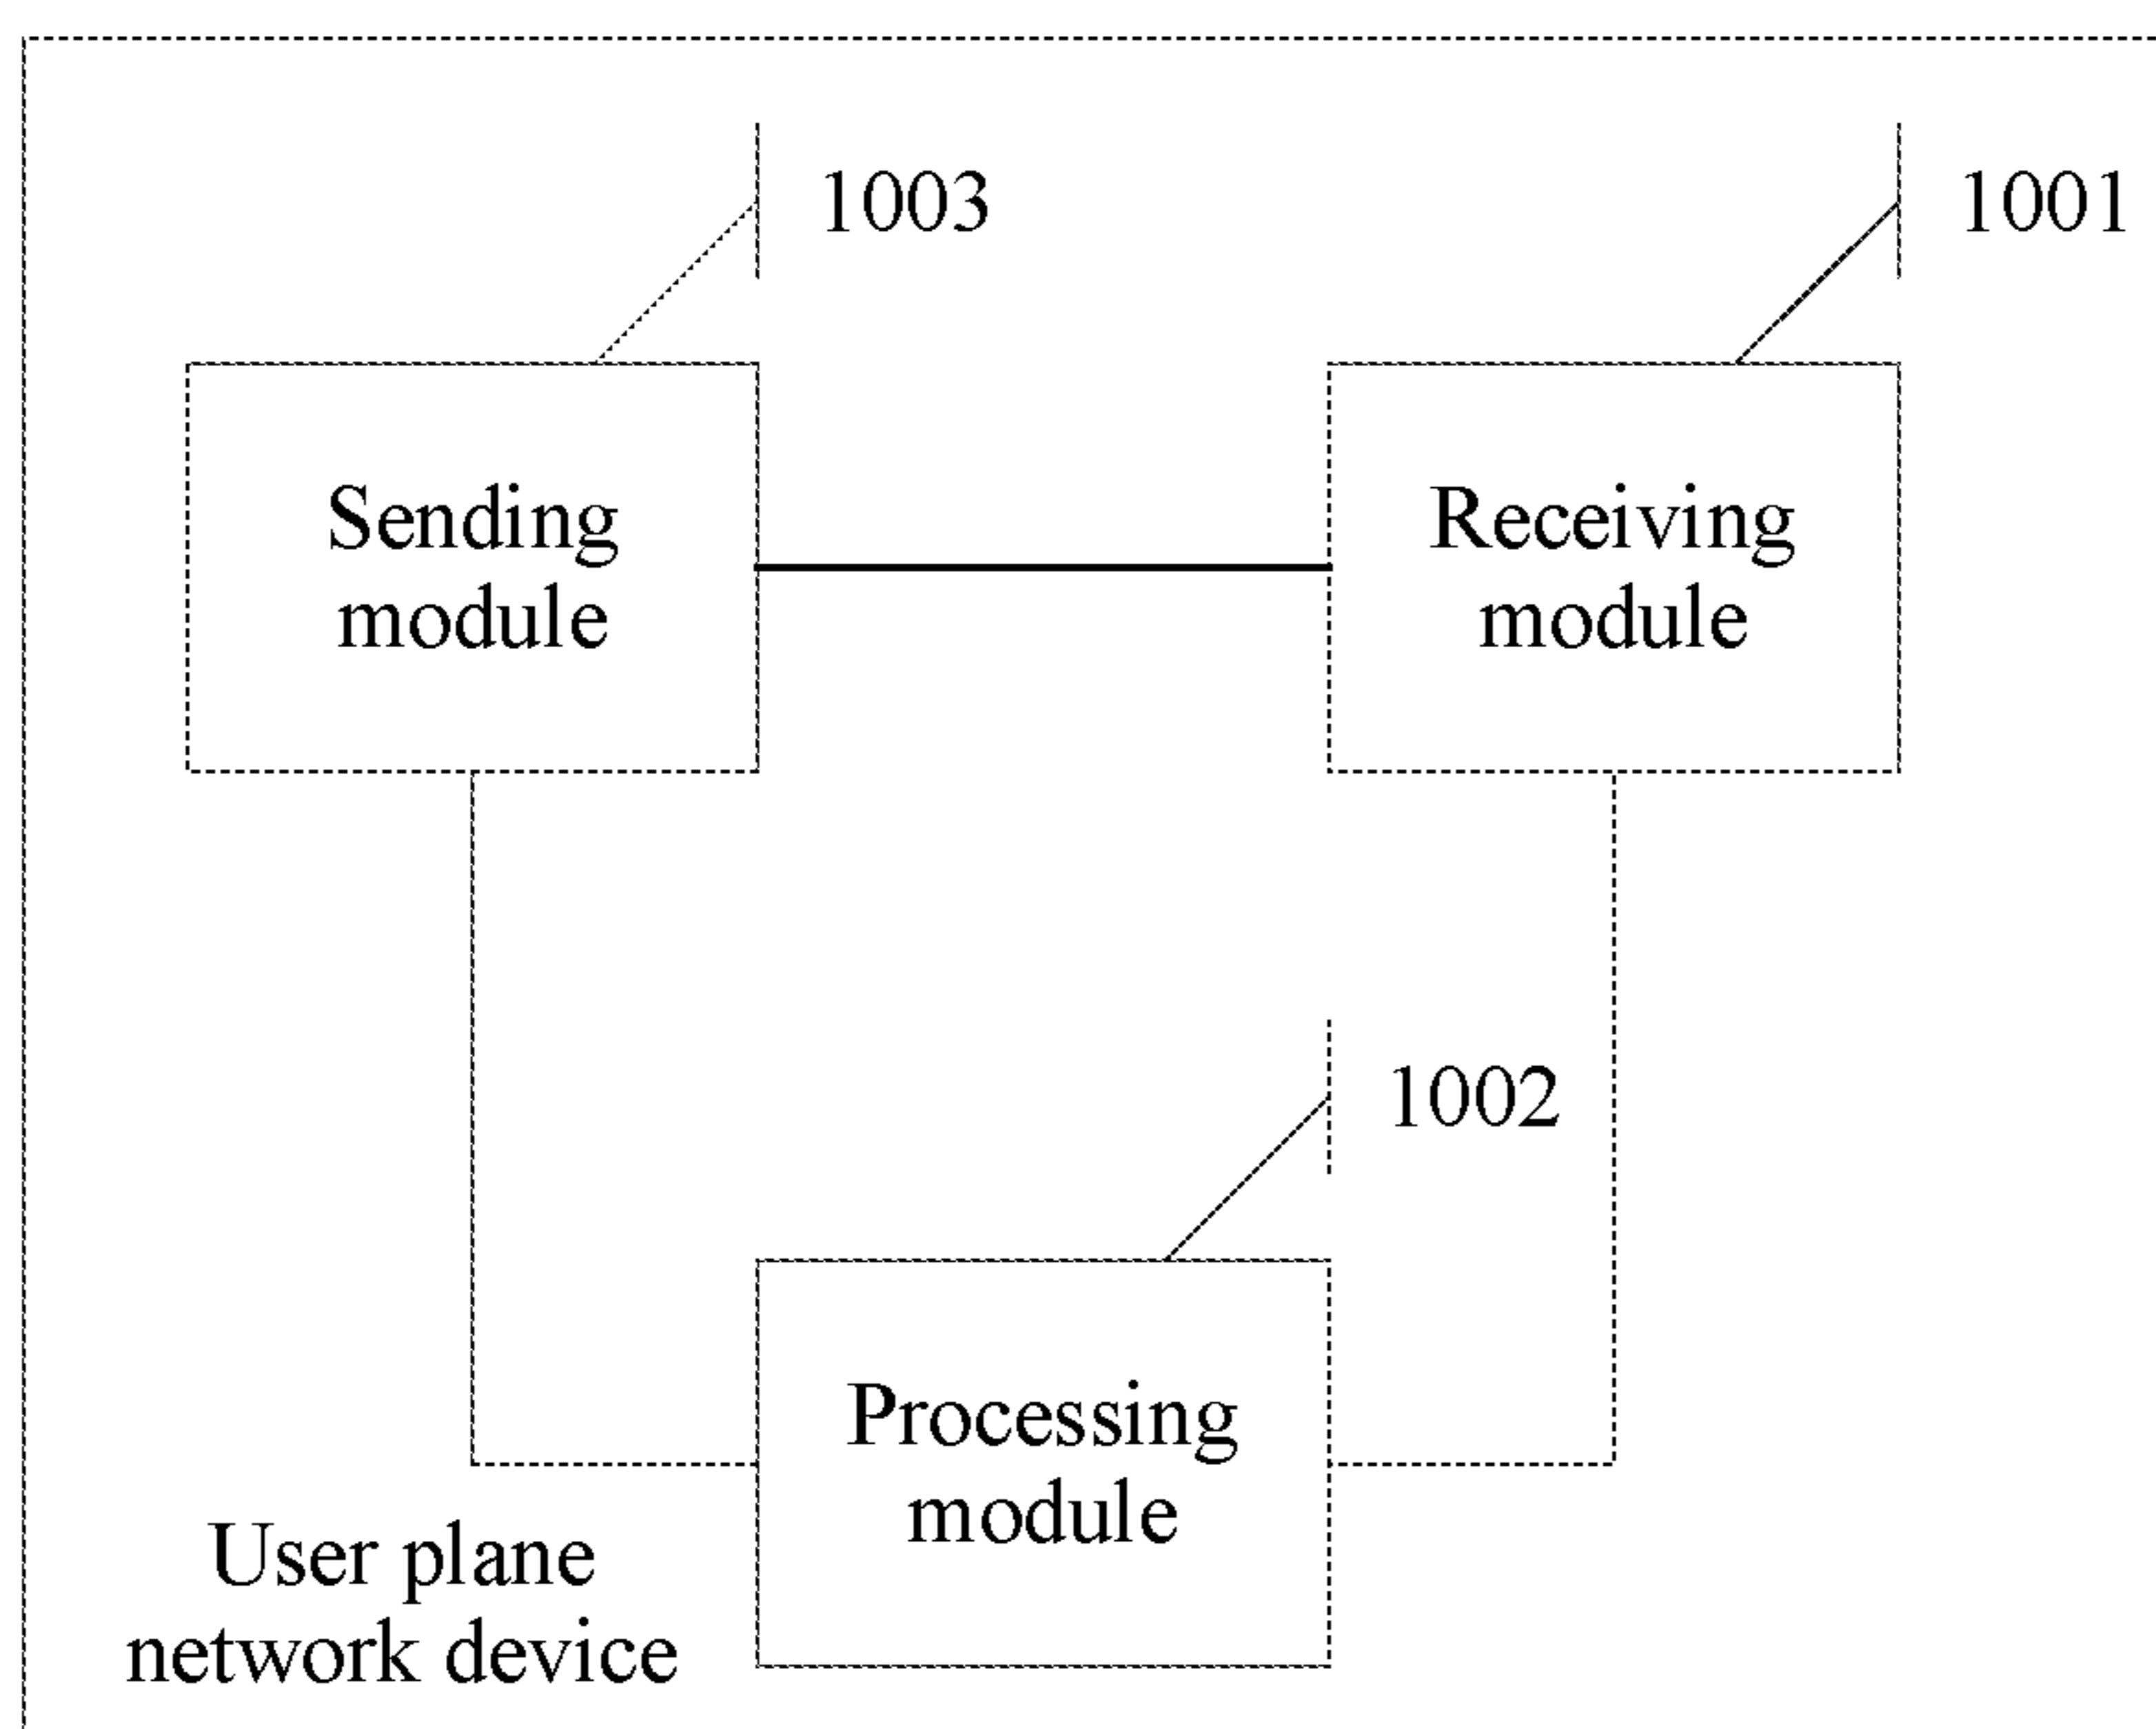 1003
1001
Sending
module
Receiving
module
1002
Processing
module
User plane
network device